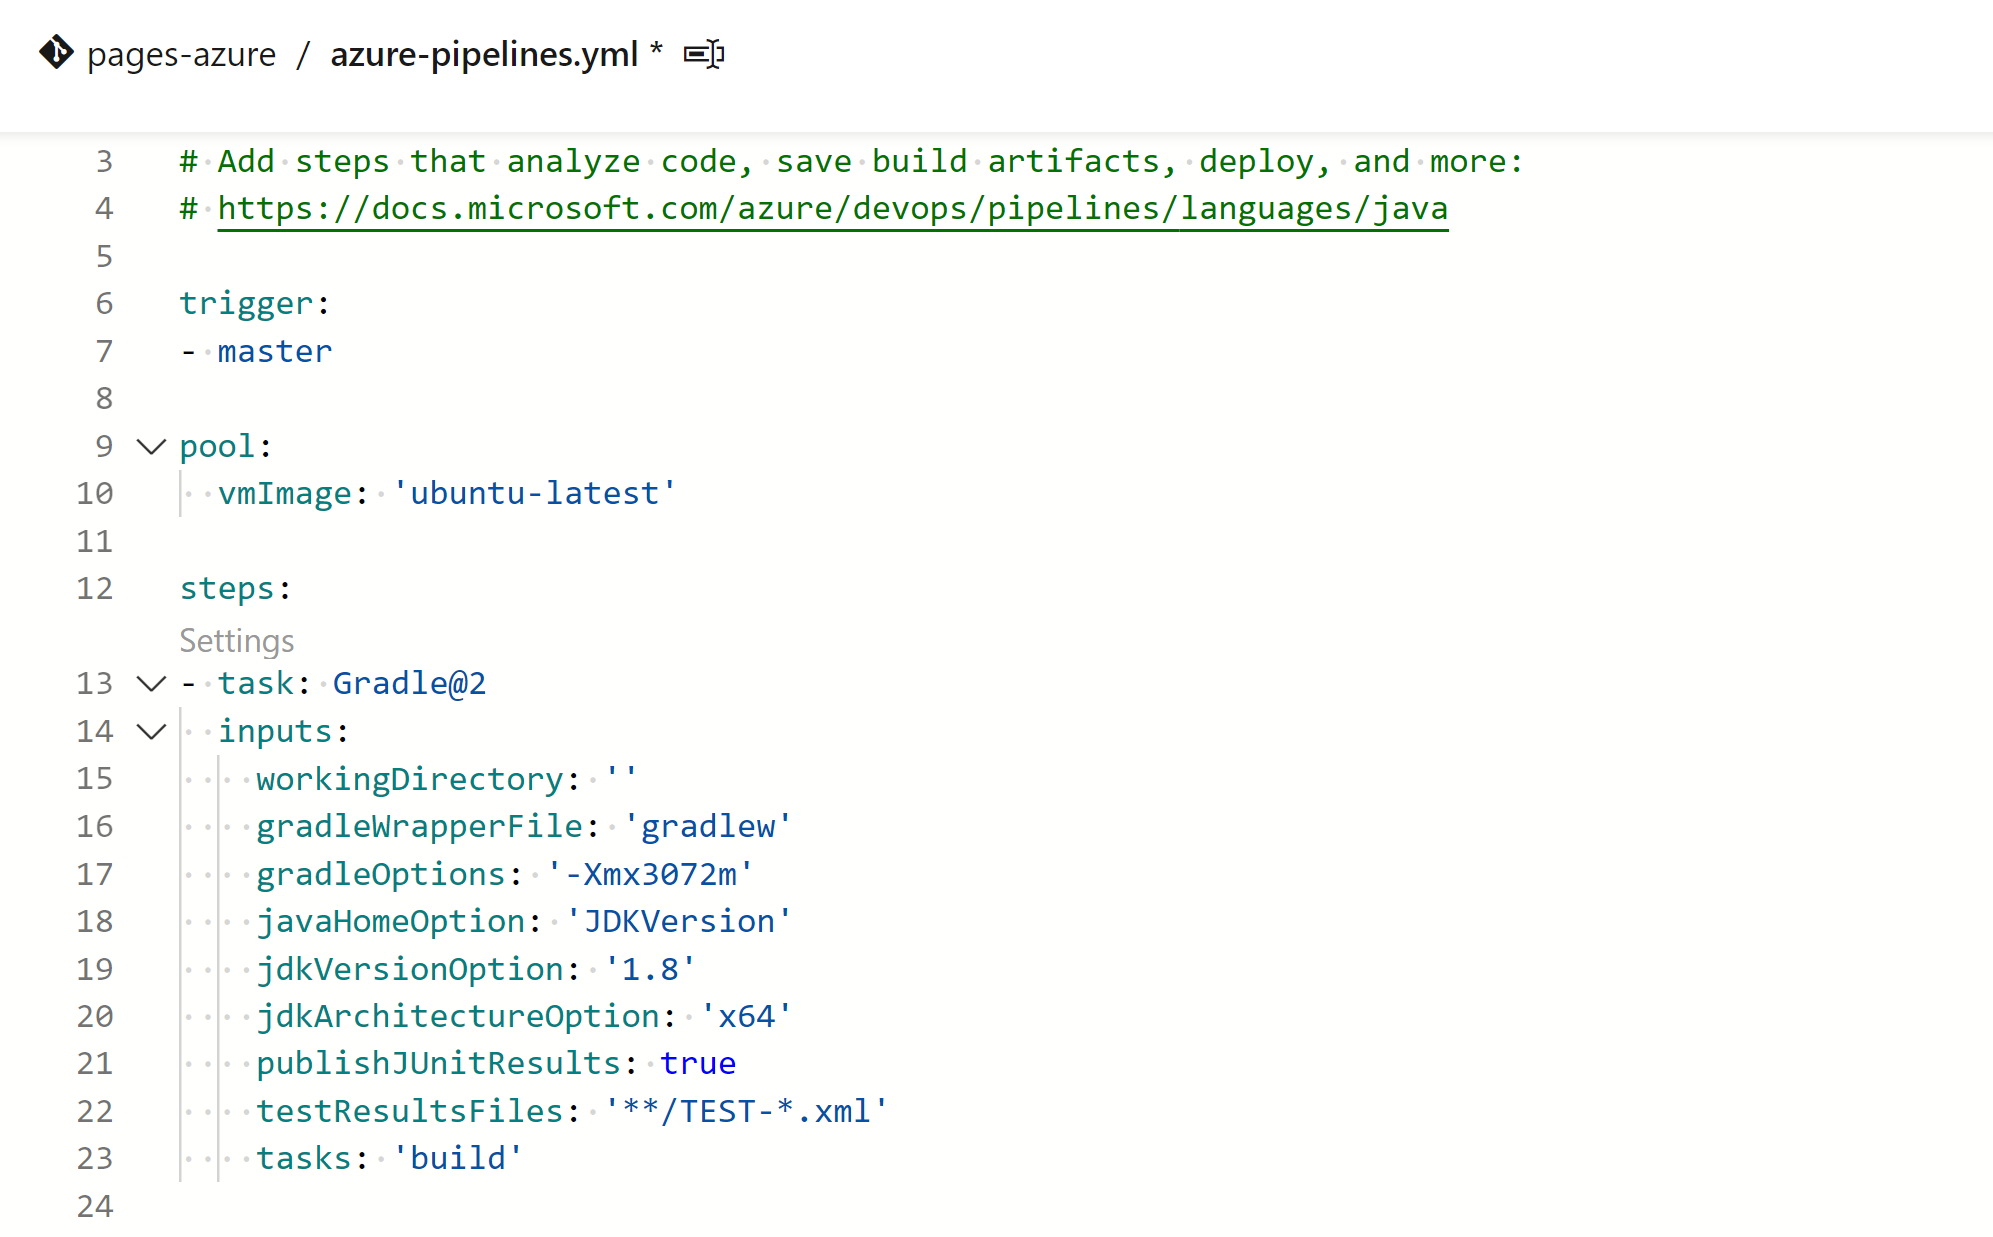 pages-azure / azure-pipelines.yml *
3 # Add steps that analyze code, save build artifacts, deploy, and more:
4 # https://docs.microsoft.com/azure/devops/pipelines/languages/java
5
6 trigger:
7 - master
8
9 pool:
10   vmImage: 'ubuntu-latest'
11
12 steps:
Settings
13 - task: Gradle@2
14   inputs:
15     workingDirectory: ''
16     gradleWrapperFile: 'gradlew'
17     gradleOptions: '-Xmx3072m'
18     javaHomeOption: 'JDKVersion'
19     jdkVersionOption: '1.8'
20     jdkArchitectureOption: 'x64'
21     publishJUnitResults: true
22     testResultsFiles: '**/TEST-*.xml'
23     tasks: 'build'
24